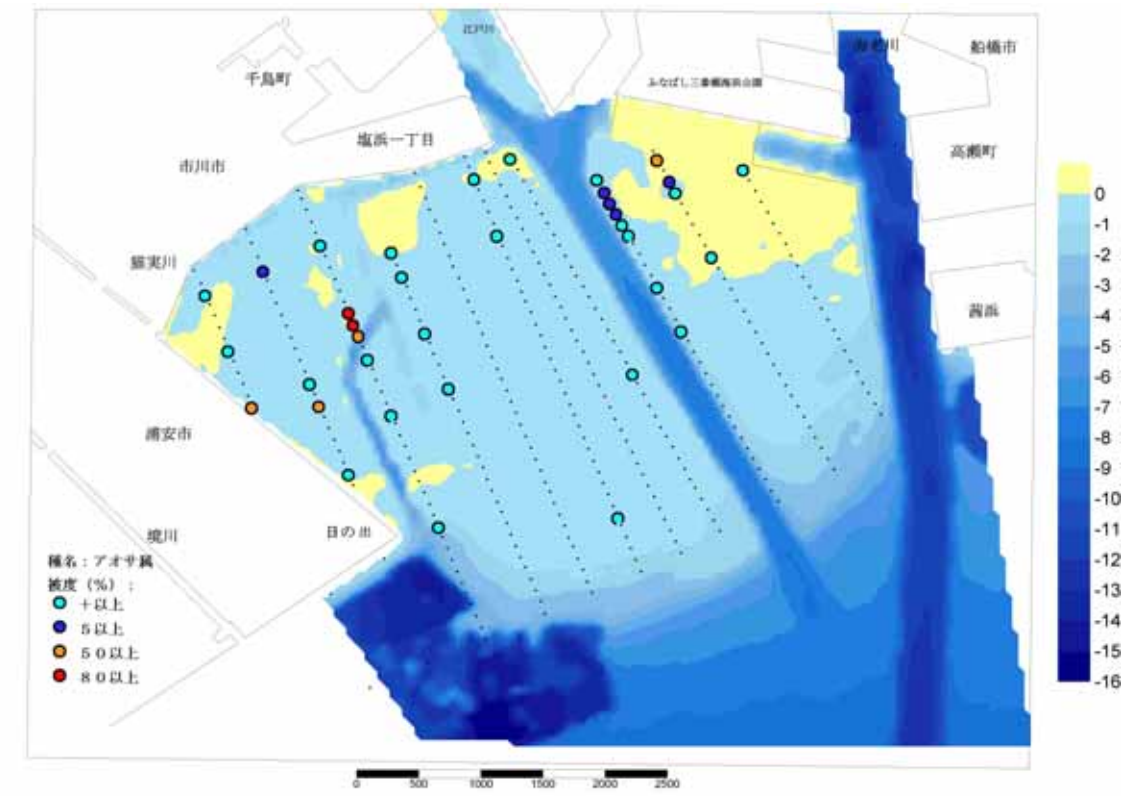 江戸川
海老川
船橋市
千鳥町
ふなばし三番瀬海浜公園
塩浜一丁目
高瀬町
市川市
猫実川
茜浜
浦安市
境川
日の出
種名：アオサ属
被度（%）：
＋以上
５以上
５０以上
８０以上
0
-1
-2
-3
-4
-5
-6
-7
-8
-9
-10
-11
-12
-13
-14
-15
-16
0 500 1000 1500 2000 2500